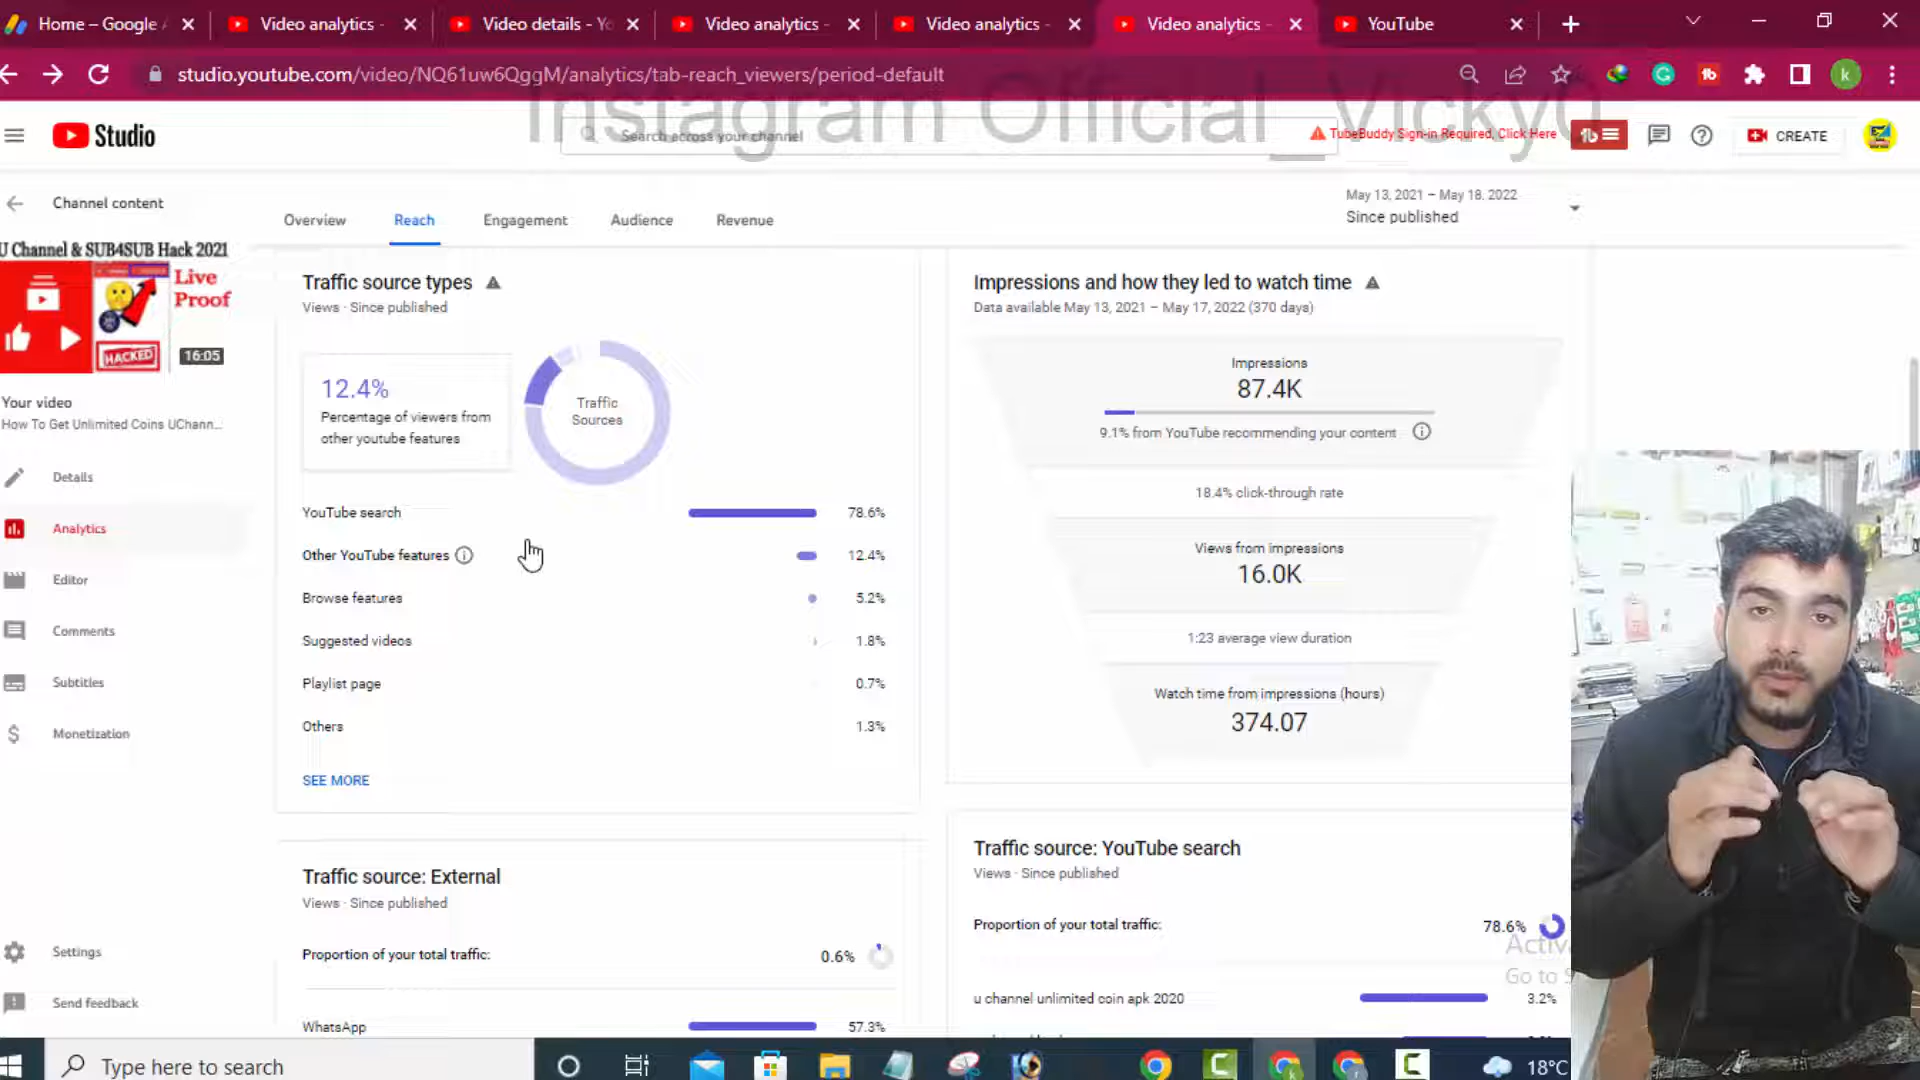 Home – Google A
Video analytics -
Video details - Yo
Video analytics -
Video analytics -
Video analytics -
YouTube
studio.youtube.com/video/NQ61uw6QggM/analytics/tab-reach_viewers/period-default
Instagram Official_Vicky0
Studio
Search across your channel
TubeBuddy Sign-in Required, Click Here
CREATE
Channel content
Overview
Reach
Engagement
Audience
Revenue
May 13, 2021 – May 18, 2022
Since published
U Channel & SUB4SUB Hack 2021
Live
Proof
HACKED
16:05
Your video
How To Get Unlimited Coins UChann...
Details
Analytics
Editor
Comments
Subtitles
Monetization
Settings
Send feedback
Traffic source types
Views · Since published
12.4%
Percentage of viewers from
other youtube features
Traffic
Sources
YouTube search 78.6%
Other YouTube features 12.4%
Browse features 5.2%
Suggested videos 1.8%
Playlist page 0.7%
Others 1.3%
SEE MORE
Impressions and how they led to watch time
Data available May 13, 2021 – May 17, 2022 (370 days)
Impressions
87.4K
9.1% from YouTube recommending your content
18.4% click-through rate
Views from impressions
16.0K
1:23 average view duration
Watch time from impressions (hours)
374.07
Traffic source: External
Views · Since published
Proportion of your total traffic: 0.6%
WhatsApp 57.3%
Traffic source: YouTube search
Views · Since published
Proportion of your total traffic: 78.6%
u channel unlimited coin apk 2020 3.2%
Activ
Go to S
Type here to search
18°C